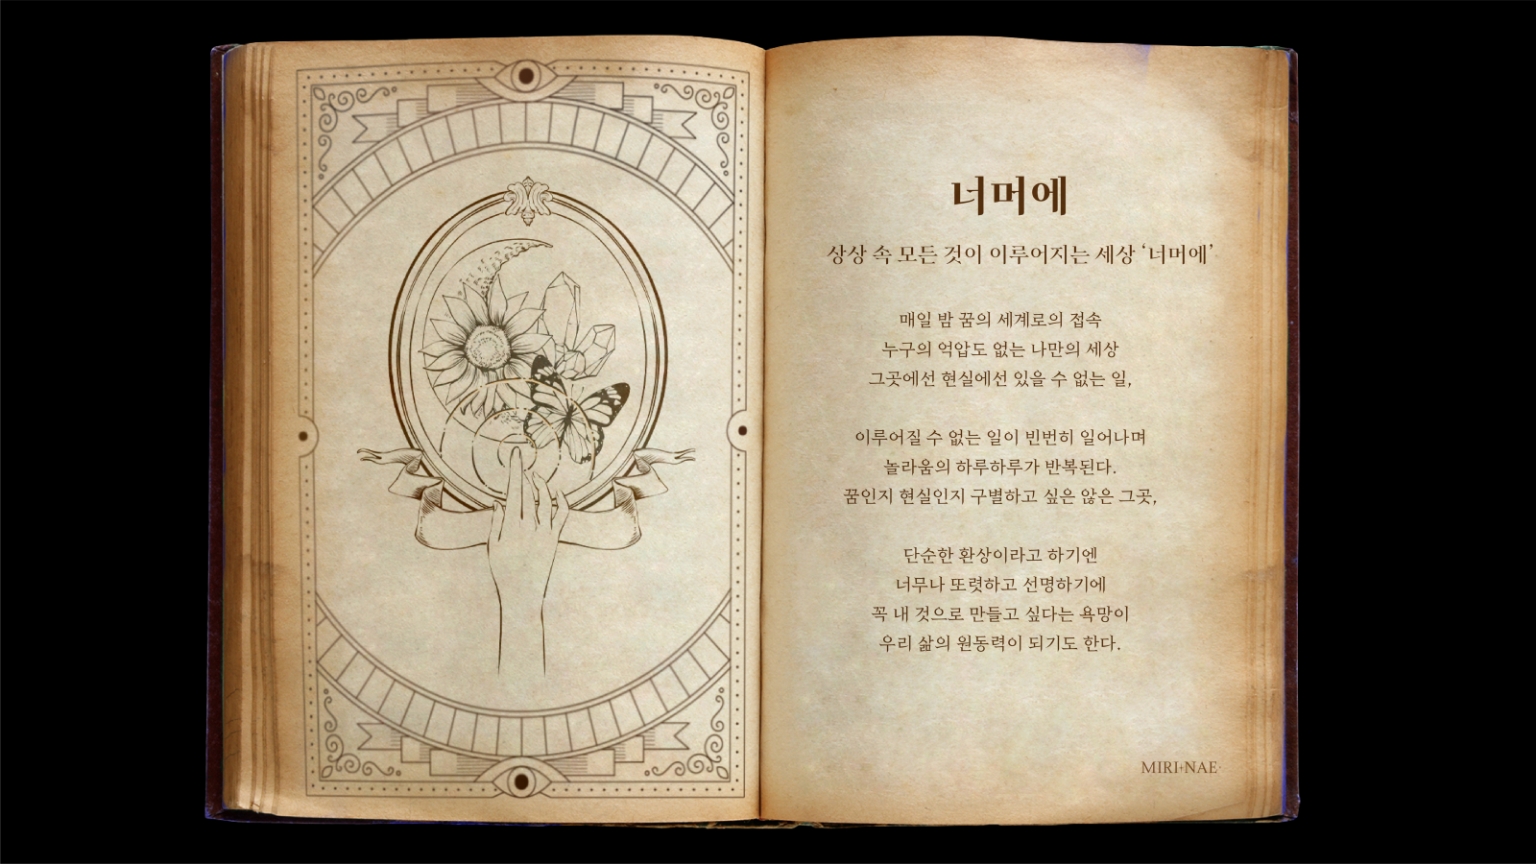 너머에
상상 속 모든 것이 이루어지는 세상 ‘너머에’
매일 밤 꿈의 세계로의 접속
누구의 억압도 없는 나만의 세상
그곳에선 현실에선 있을 수 없는 일,
이루어질 수 없는 일이 빈번히 일어나며
놀라움의 하루하루가 반복된다.
꿈인지 현실인지 구별하고 싶은 않은 그곳,
단순한 환상이라고 하기엔
너무나 또렷하고 선명하기에
꼭 내 것으로 만들고 싶다는 욕망이
우리 삶의 원동력이 되기도 한다.
MIRI+NAE